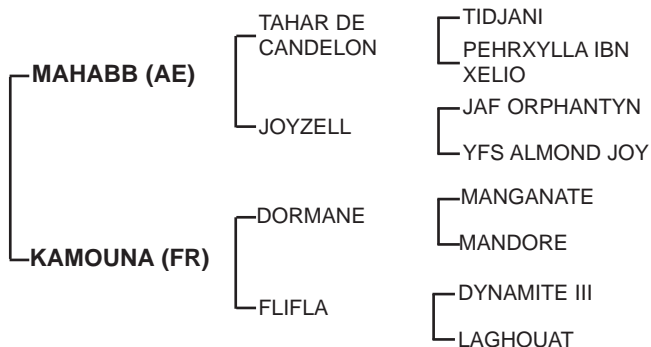 TAHAR DE
CANDELON
TIDJANI
PEHRXYLLA IBN
XELIO
MAHABB (AE)
JOYZELL
JAF ORPHANTYN
YFS ALMOND JOY
DORMANE
MANGANATE
MANDORE
KAMOUNA (FR)
FLIFLA
DYNAMITE III
LAGHOUAT